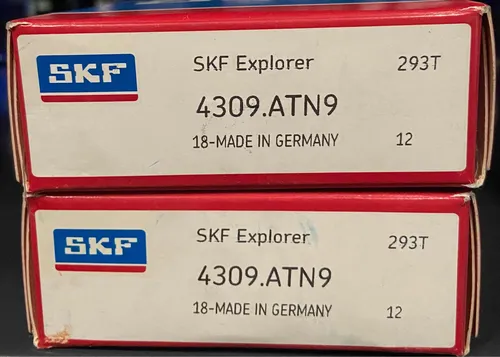 SKF
SKF Explorer 293T
4309.ATN9
18-MADE IN GERMANY 12
SKF
SKF Explorer 293T
4309.ATN9
18-MADE IN GERMANY 12